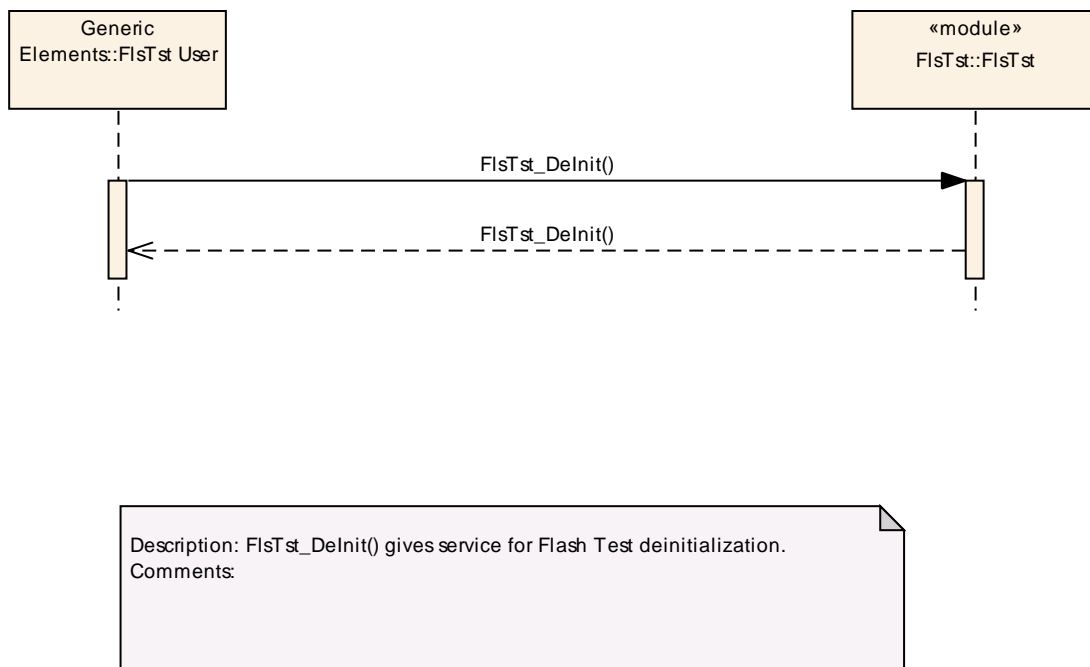 Generic
Elements::FlsTst User
«module»
FlsTst::FlsTst
FlsTst_DeInit()
FlsTst_DeInit()
Description: FlsTst_DeInit() gives service for Flash Test deinitialization.
Comments: